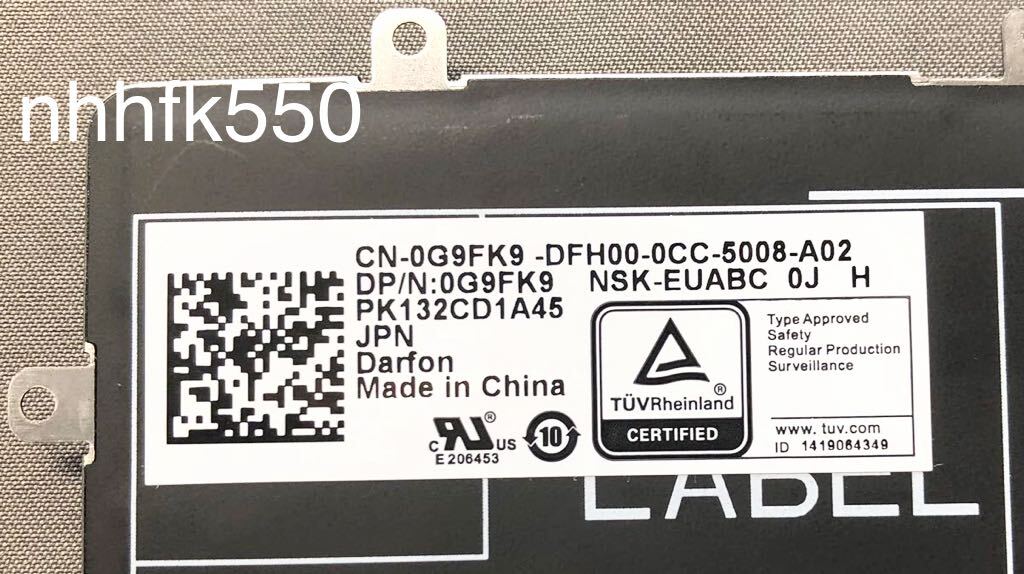 nhhfk550
CN-0G9FK9 -DFH00-0CC-5008-A02
DP/N:0G9FK9 NSK-EUABC 0J H
PK132CD1A45
JPN
Darfon
Made in China
c RU ® US
E206453
10
®
TÜVRheinland
CERTIFIED
Type Approved
Safety
Regular Production
Surveillance
www.tuv.com
ID 1419064349
LABEL